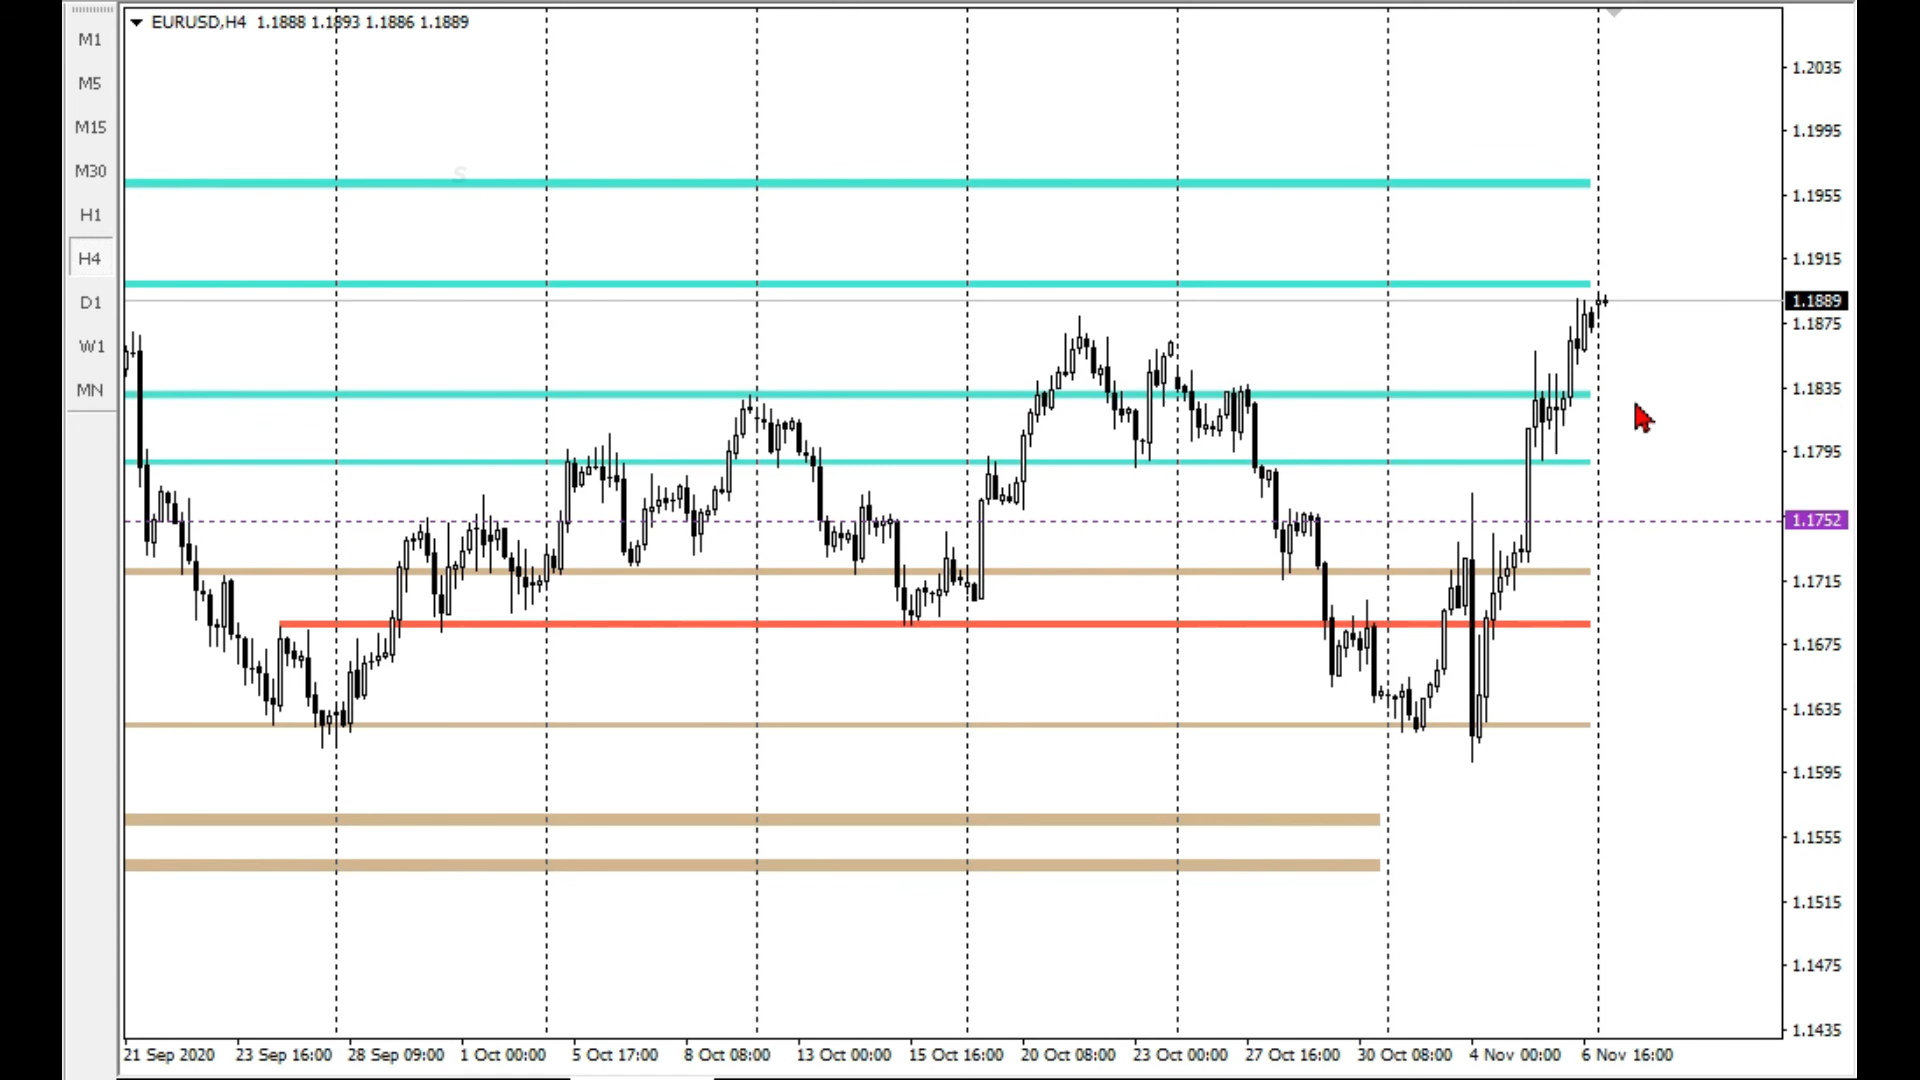 EURUSD,H4 1.1888 1.1893 1.1886 1.1889
M1
M5
M15
M30
H1
H4
D1
W1
MN
S
1.2035
1.1995
1.1955
1.1915
1.1889
1.1875
1.1835
1.1795
1.1752
1.1715
1.1675
1.1635
1.1595
1.1555
1.1515
1.1475
1.1435
21 Sep 2020 23 Sep 16:00 28 Sep 09:00 1 Oct 00:00 5 Oct 17:00 8 Oct 08:00 13 Oct 00:00 15 Oct 16:00 20 Oct 08:00 23 Oct 00:00 27 Oct 16:00 30 Oct 08:00 4 Nov 00:00 6 Nov 16:00